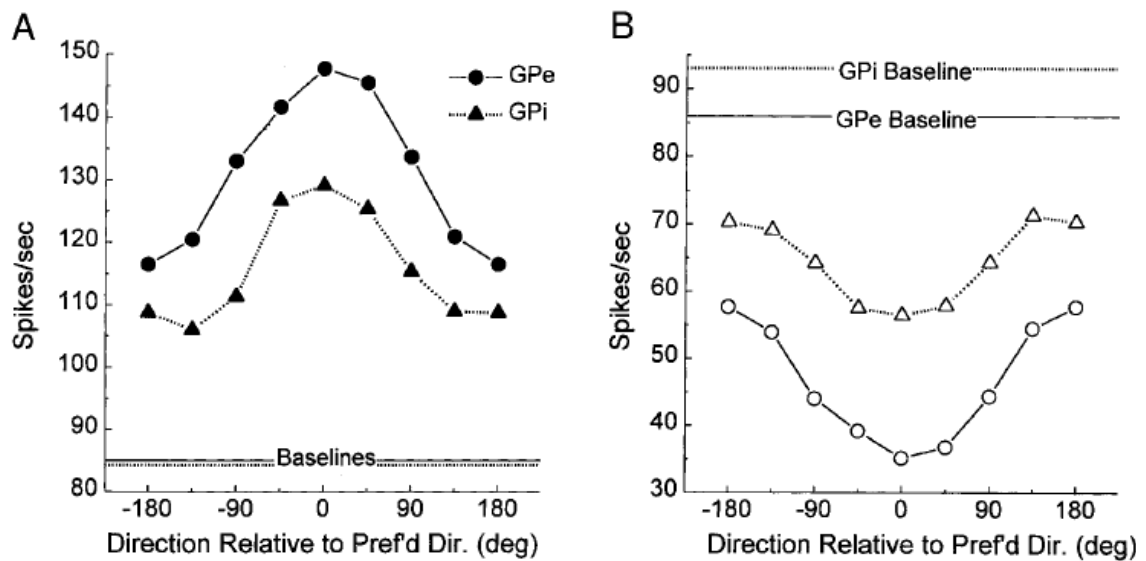 A
B
150
140
130
120
110
100
90
80
Spikes/sec
GPe
GPi
Baselines
-180
-90
0
90
180
Direction Relative to Pref'd Dir. (deg)
90
80
70
60
50
40
30
Spikes/sec
GPi Baseline
GPe Baseline
-180
-90
0
90
180
Direction Relative to Pref'd Dir. (deg)